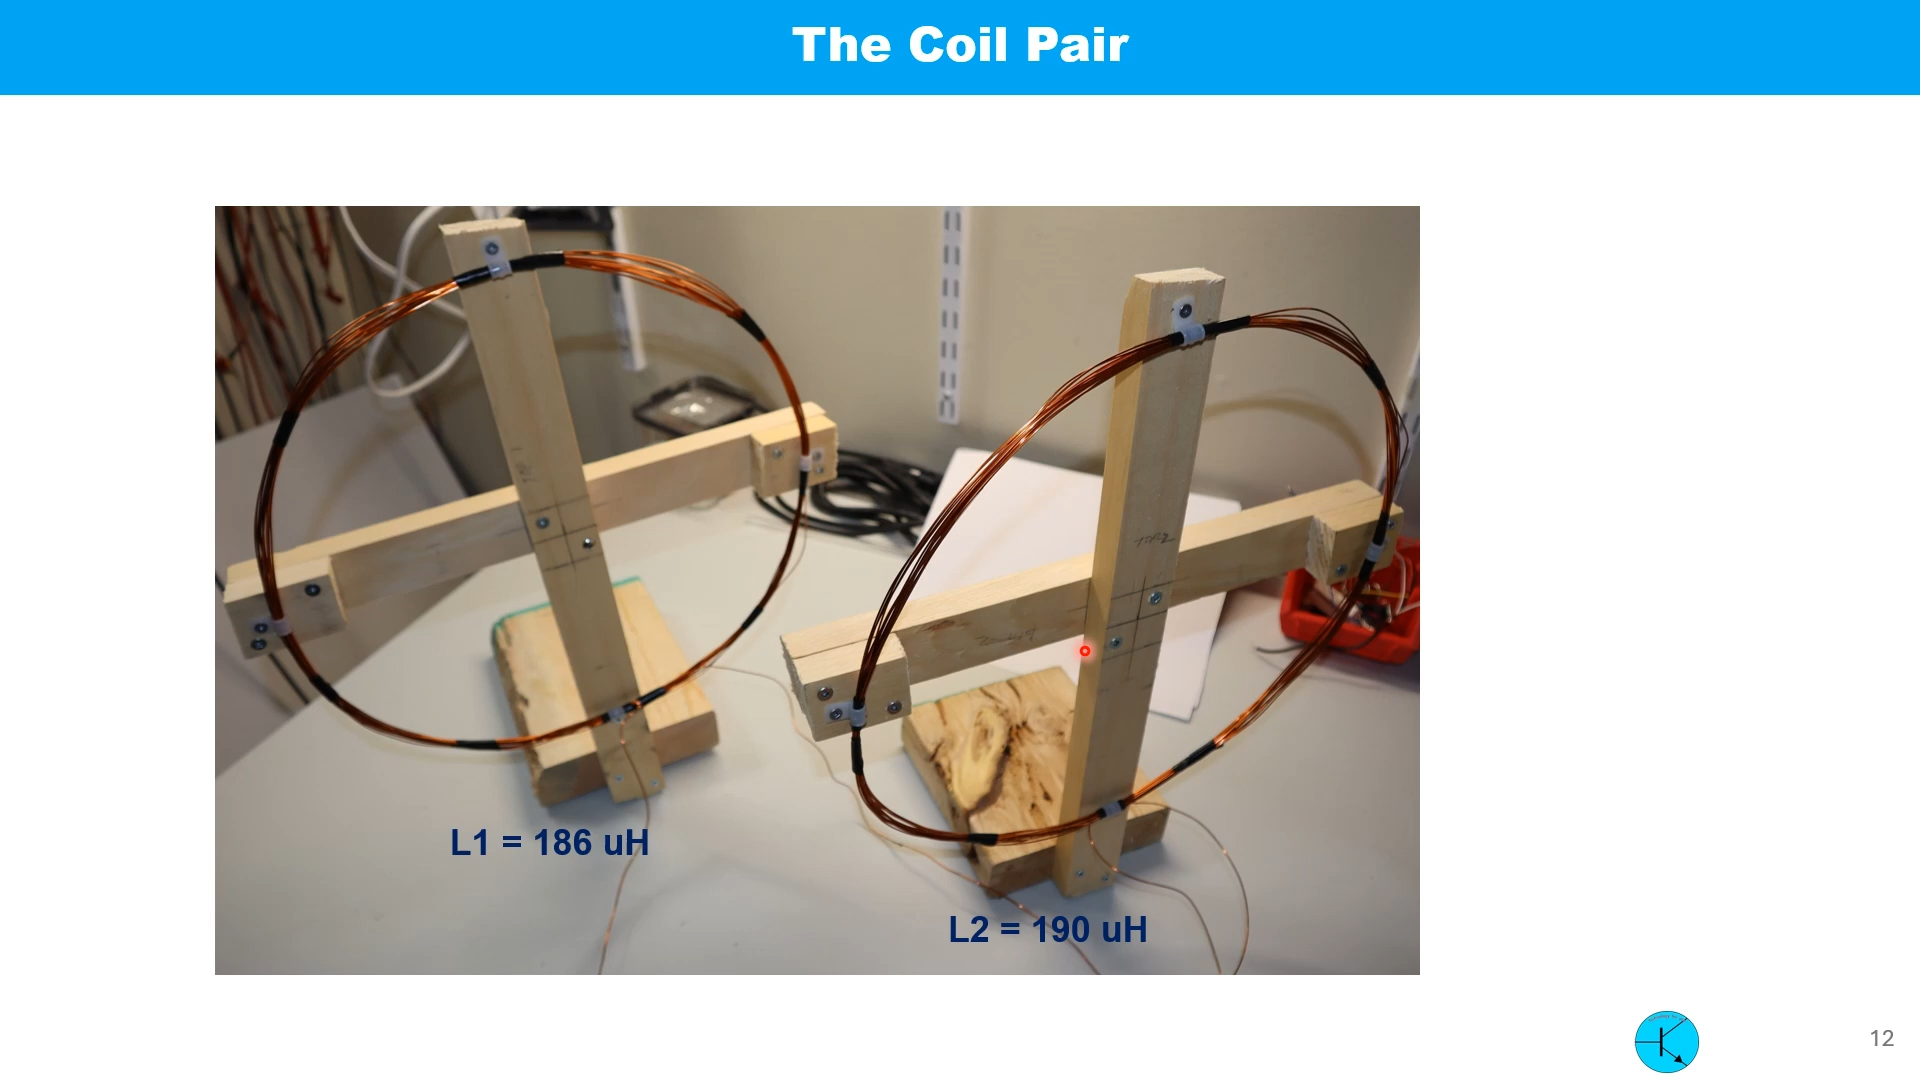 The Coil Pair
L1 = 186 uH
L2 = 190 uH
12